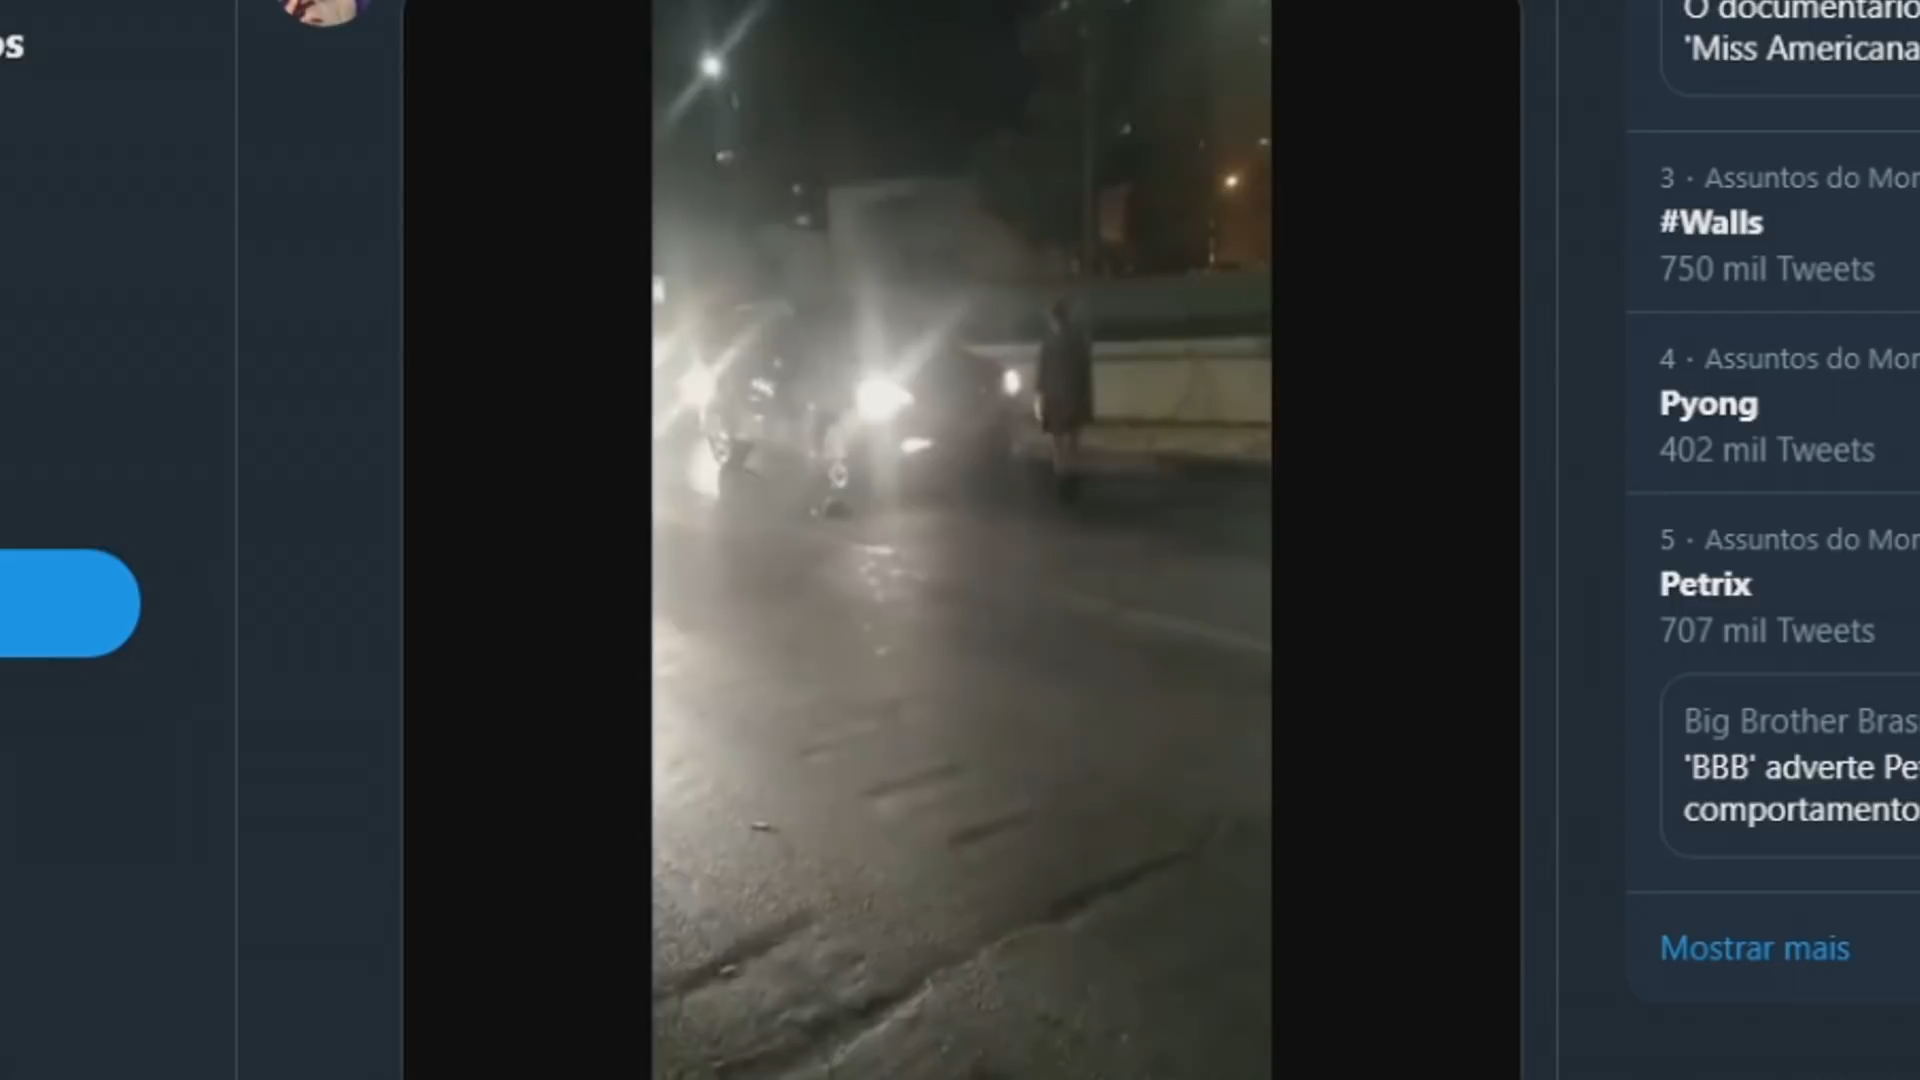 os
O documentário
'Miss Americana
3 · Assuntos do Mo
#Walls
750 mil Tweets
4 · Assuntos do Mo
Pyong
402 mil Tweets
5 · Assuntos do Mo
Petrix
707 mil Tweets
Big Brother Bras
'BBB' adverte Pe
comportamento
Mostrar mais